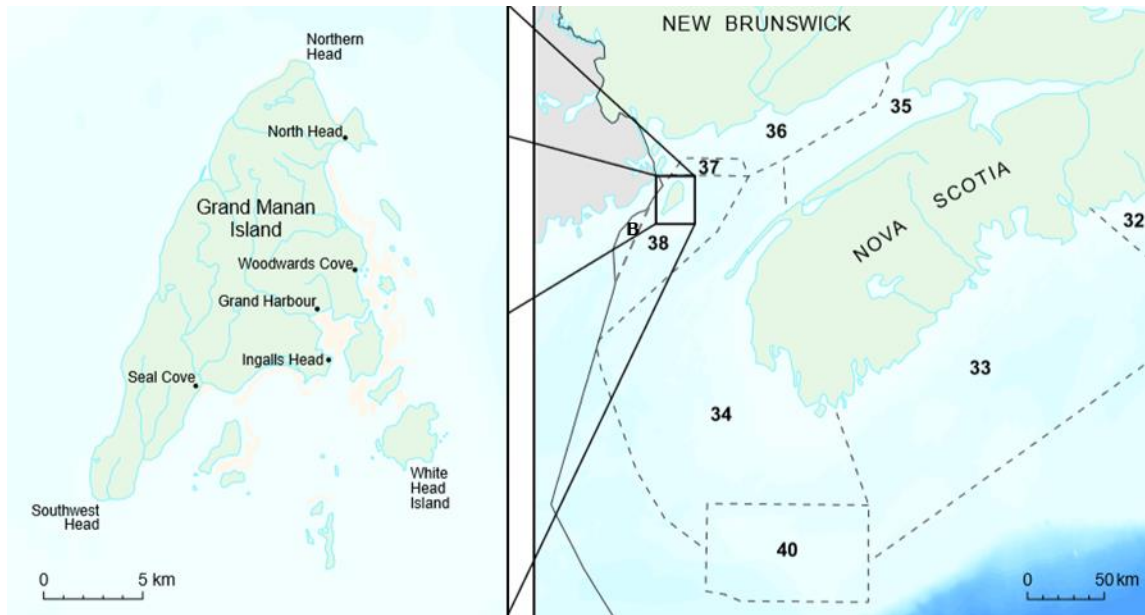 Northern
Head
North Head
Grand Manan
Island
Woodwards Cove
Grand Harbour
Ingalls Head
Seal Cove
White
Head
Island
Southwest
Head
0 5 km
NEW BRUNSWICK
35
36
37
NOVA SCOTIA
32
B
38
33
34
40
0 50 km